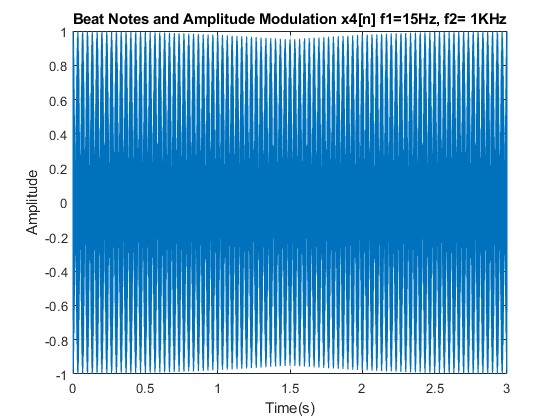 Beat Notes and Amplitude Modulation x4[n] f1=15Hz, f2= 1KHz
1
0.8
0.6
0.4
0.2
0
-0.2
-0.4
-0.6
-0.8
-1
Amplitude
0 0.5 1 1.5 2 2.5 3
Time(s)